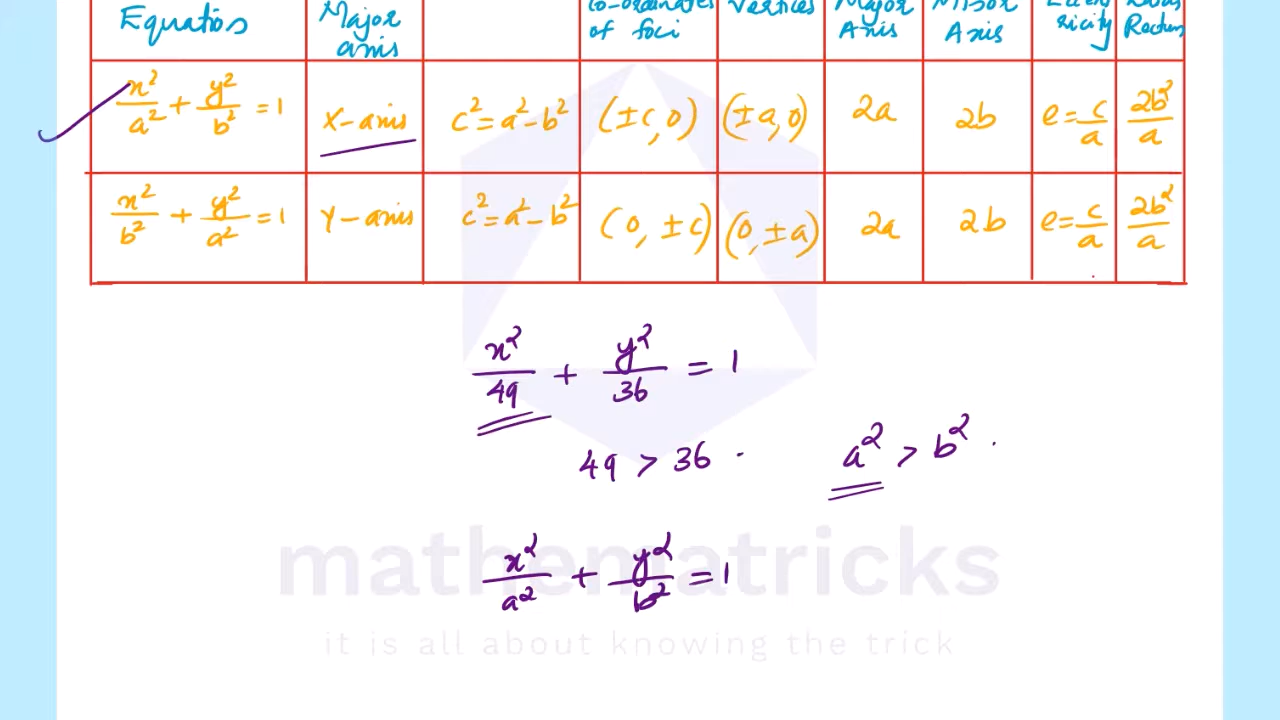 Equation Major axis Co-ordinates of foci Vertices Major Axis Minor Axis Eccentricity Latus Rectum
x²/a² + y²/b² = 1 X-axis c² = a² - b² (±c, 0) (±a, 0) 2a 2b e = c/a 2b²/a
x²/b² + y²/a² = 1 Y-axis c² = a² - b² (0, ±c) (0, ±a) 2a 2b e = c/a 2b²/a
x²/49 + y²/36 = 1
49 > 36 . a² > b² .
x²/a² + y²/b² = 1
mathematricks
it is all about knowing the trick